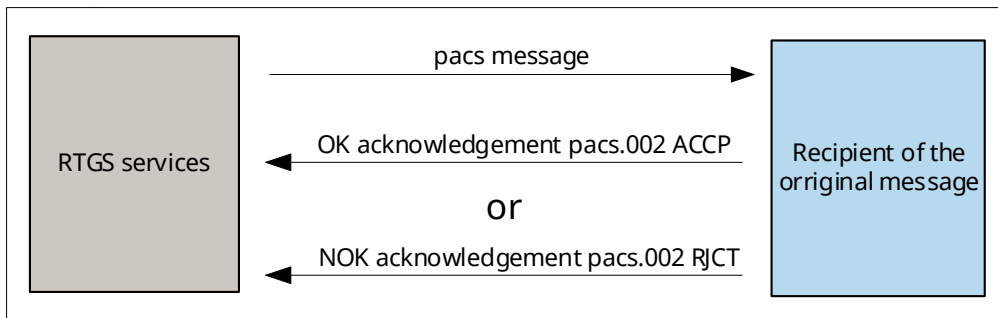 pacs message
RTGS services
OK acknowledgement pacs.002 ACCP
or
NOK acknowledgement pacs.002 RJCT
Recipient of the
orriginal message